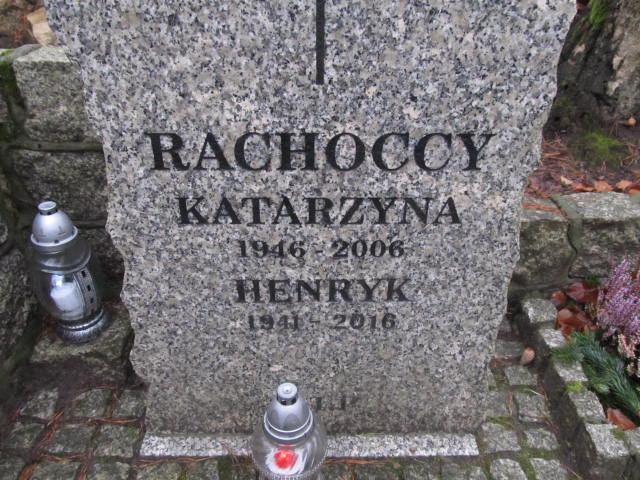 RACHOCCY
KATARZYNA
1946 - 2006
HENRYK
1941 - 2016